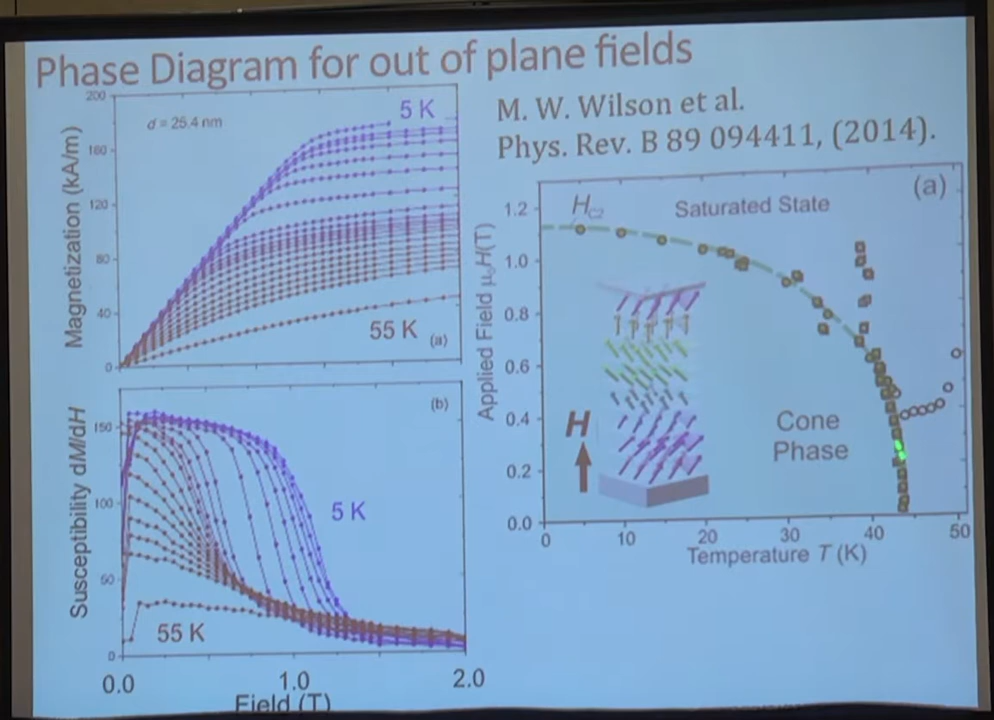 Phase Diagram for out of plane fields
M. W. Wilson et al.
Phys. Rev. B 89 094411, (2014).
200
160
120
80
40
0
Magnetization (kA/m)
d = 25.4 nm
5 K
55 K
(a)
150
100
50
0
Susceptibility dM/dH
(b)
5 K
55 K
0.0 1.0 2.0
Field (T)
(a)
1.2
1.0
0.8
0.6
0.4
0.2
0.0
Applied Field μ₀H(T)
H_C2
Saturated State
H
Cone
Phase
0 10 20 30 40 50
Temperature T (K)